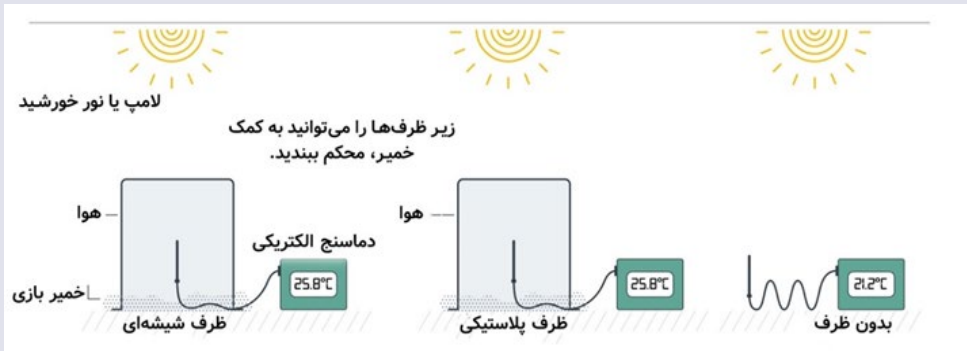 لامپ یا نور خورشید
زیر ظرف‌ها را می‌توانید به کمک
خمیر، محکم ببندید.
هوا
دماسنج الکتریکی
25.8°C
خمیر بازی
ظرف شیشه‌ای
هوا
25.8°C
ظرف پلاستیکی
21.2°C
بدون ظرف